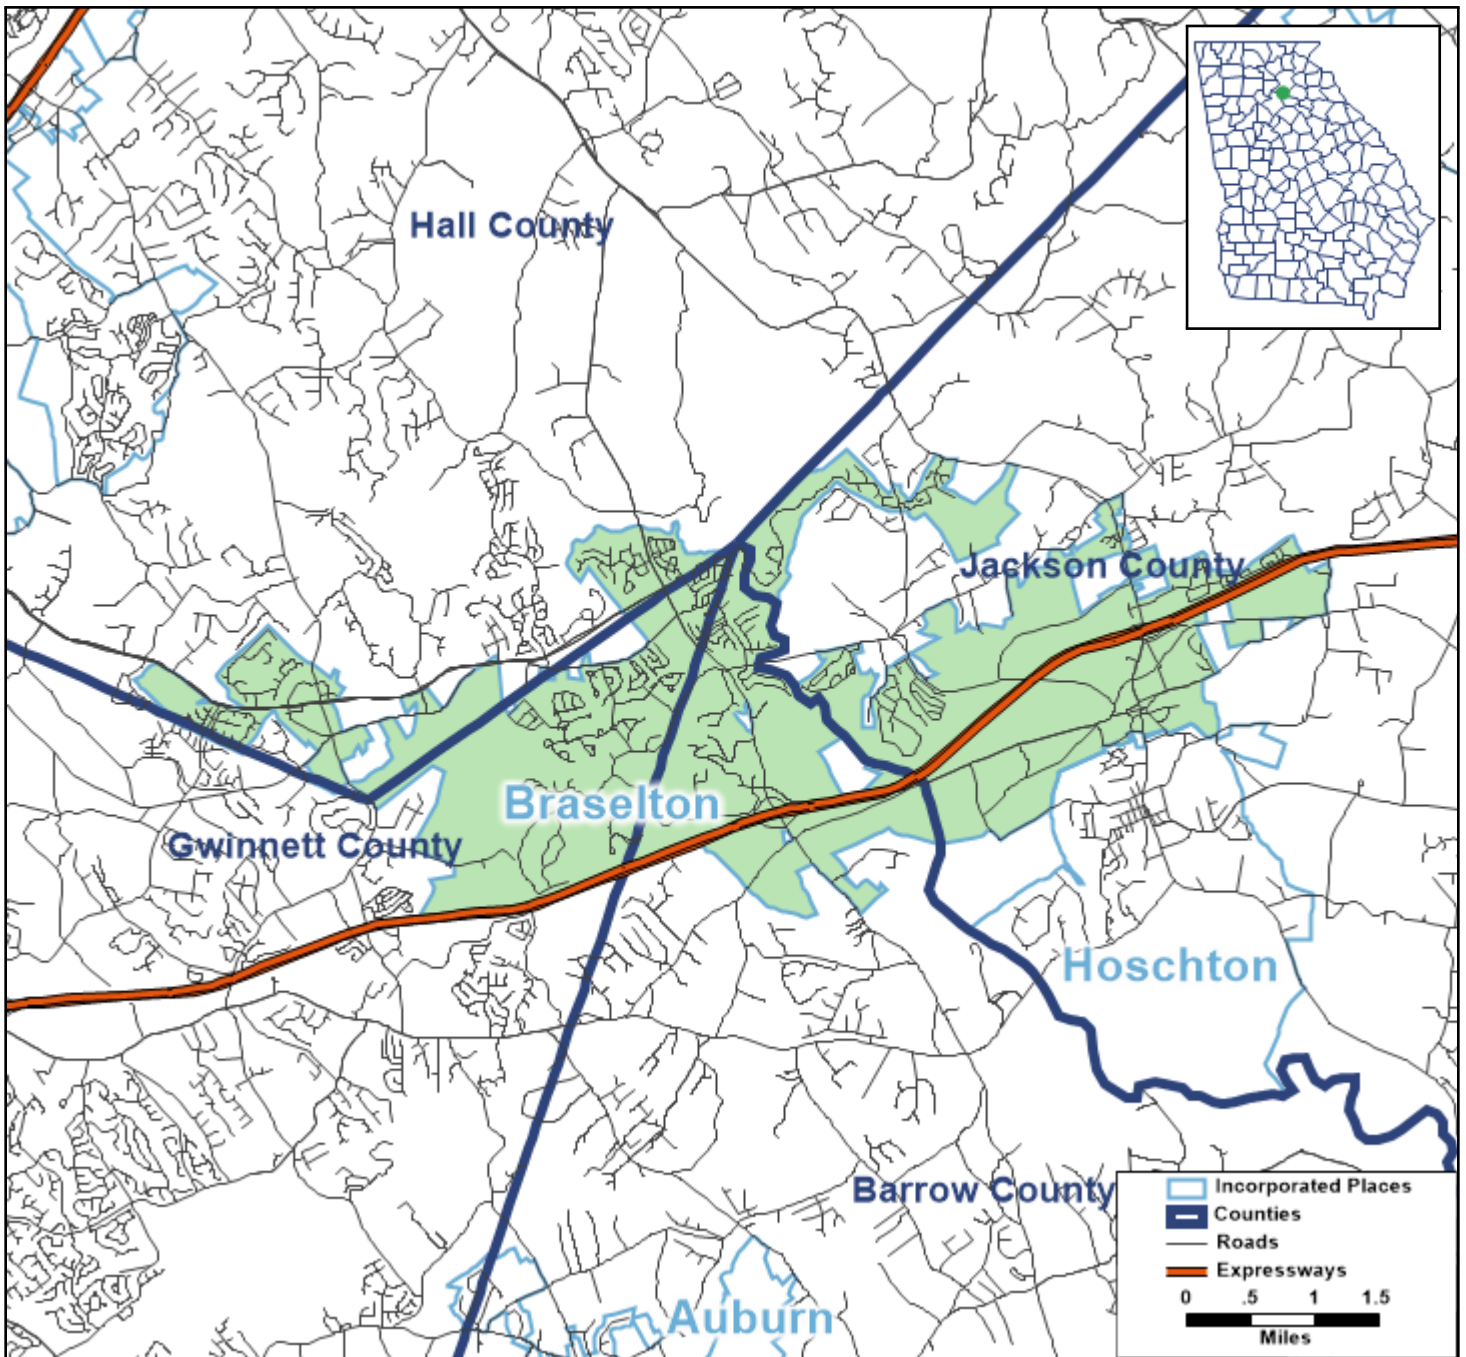 Hall County
Jackson County
Braselton
Gwinnett County
Hoschton
Barrow County
Auburn
Incorporated Places
Counties
Roads
Expressways
0 .5 1 1.5
Miles